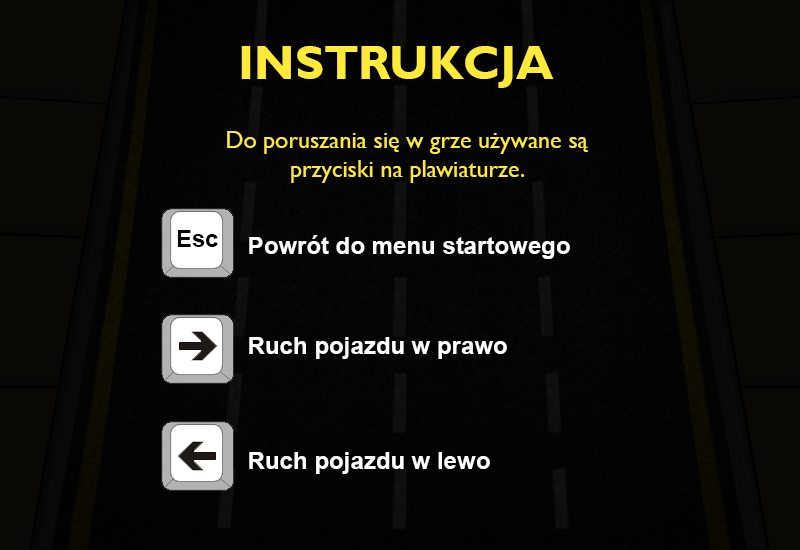 INSTRUKCJA
Do poruszania się w grze używane są
przyciski na plawiaturze.
Esc
Powrót do menu startowego
Ruch pojazdu w prawo
Ruch pojazdu w lewo